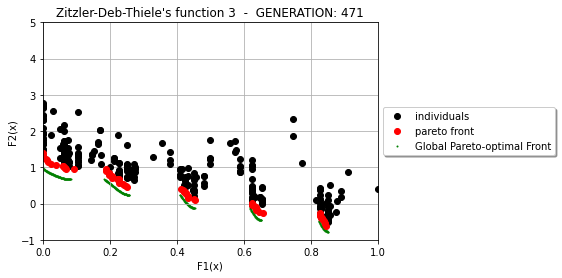 Zitzler-Deb-Thiele's function 3 - GENERATION: 471
5
4
3
2
1
0
−1
F2(x)
0.0 0.2 0.4 0.6 0.8 1.0
F1(x)
individuals
pareto front
Global Pareto-optimal Front